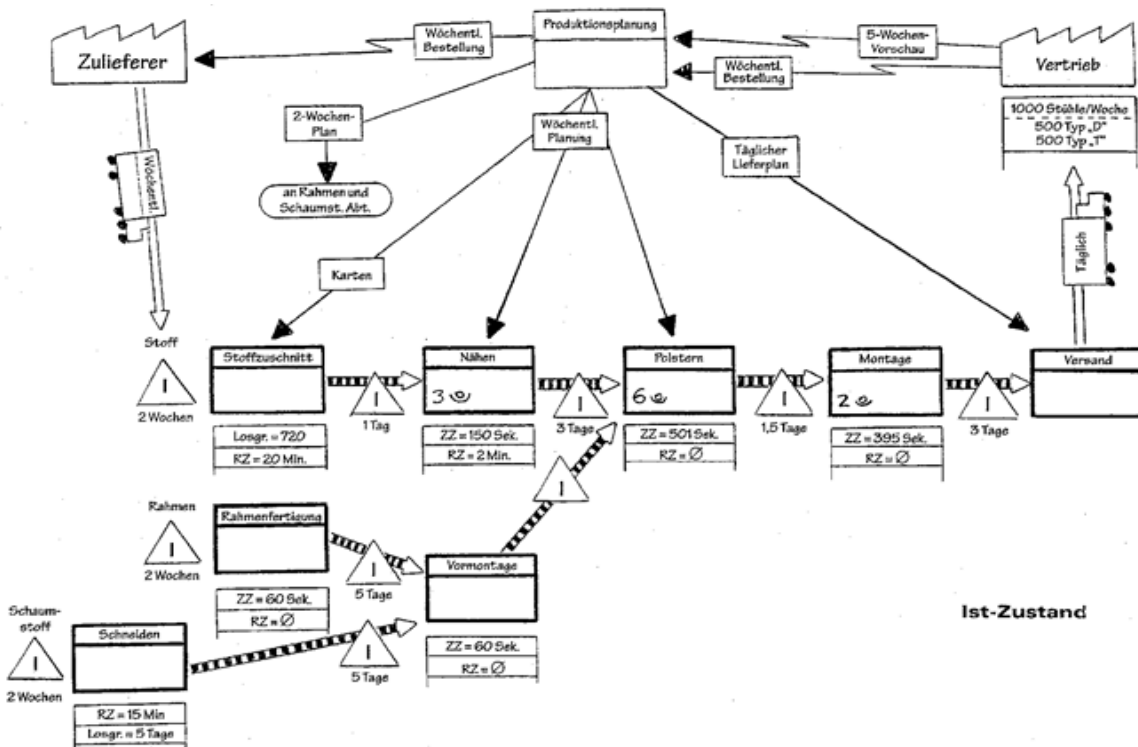 Zulieferer
Wöchentl.
Bestellung
Produktionsplanung
5-Wochen-
Vorschau
Wöchentl.
Bestellung
Vertrieb
1000 Stühle/Woche
500 Typ „D"
500 Typ „T"
2-Wochen-
Plan
Wöchentl.
Planung
Täglicher
Lieferplan
an Rahmen und
Schaumst. Abt.
Wöchentl.
Täglich
Karten
Stoff
I
2 Wochen
Stoffzuschnitt
Losgr. = 720
RZ = 20 Min.
I
1 Tag
Nähen
3
ZZ = 150 Sek.
RZ = 2 Min.
I
3 Tage
Polstern
6
ZZ = 501 Sek.
RZ = Ø
I
1,5 Tage
Montage
2
ZZ = 395 Sek.
RZ = Ø
I
3 Tage
Versand
Rahmen
I
2 Wochen
Rahmenfertigung
ZZ = 60 Sek.
RZ = Ø
I
5 Tage
Vormontage
ZZ = 60 Sek.
RZ = Ø
I
Schaum-
stoff
I
2 Wochen
Schneiden
RZ = 15 Min
Losgr. = 5 Tage
I
5 Tage
Ist-Zustand